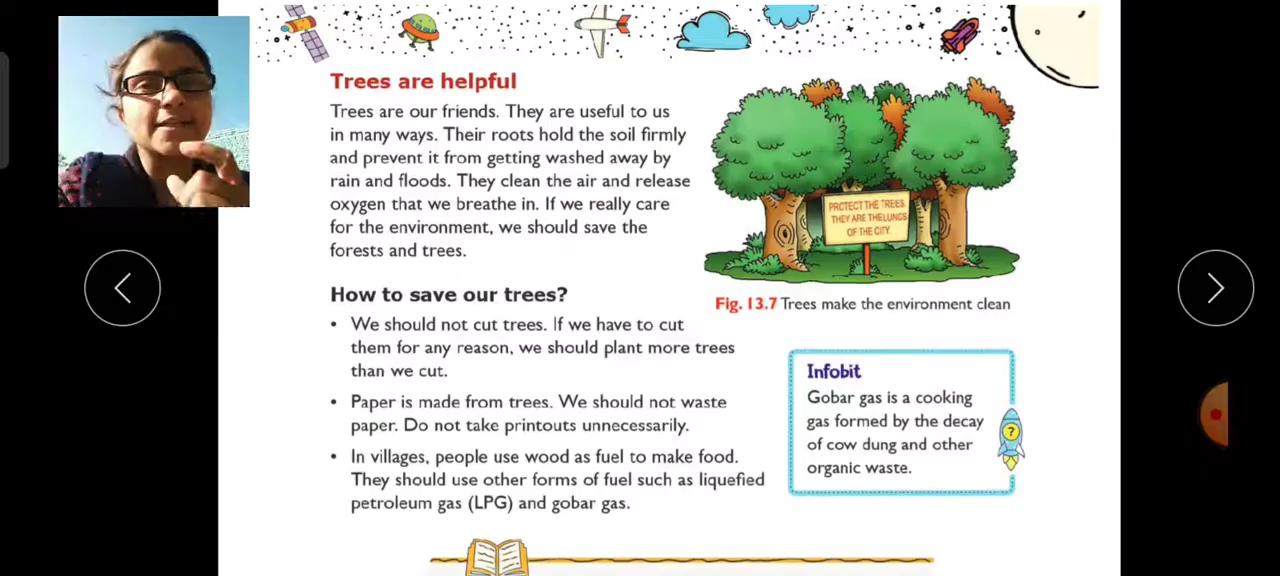 Trees are helpful
Trees are our friends. They are useful to us
in many ways. Their roots hold the soil firmly
and prevent it from getting washed away by
rain and floods. They clean the air and release
oxygen that we breathe in. If we really care
for the environment, we should save the
forests and trees.
PROTECT THE TREES.
THEY ARE THE LUNGS
OF THE CITY.
Fig. 13.7 Trees make the environment clean
How to save our trees?
• We should not cut trees. If we have to cut
them for any reason, we should plant more trees
than we cut.
• Paper is made from trees. We should not waste
paper. Do not take printouts unnecessarily.
• In villages, people use wood as fuel to make food.
They should use other forms of fuel such as liquefied
petroleum gas (LPG) and gobar gas.
Infobit
Gobar gas is a cooking
gas formed by the decay
of cow dung and other
organic waste.
?